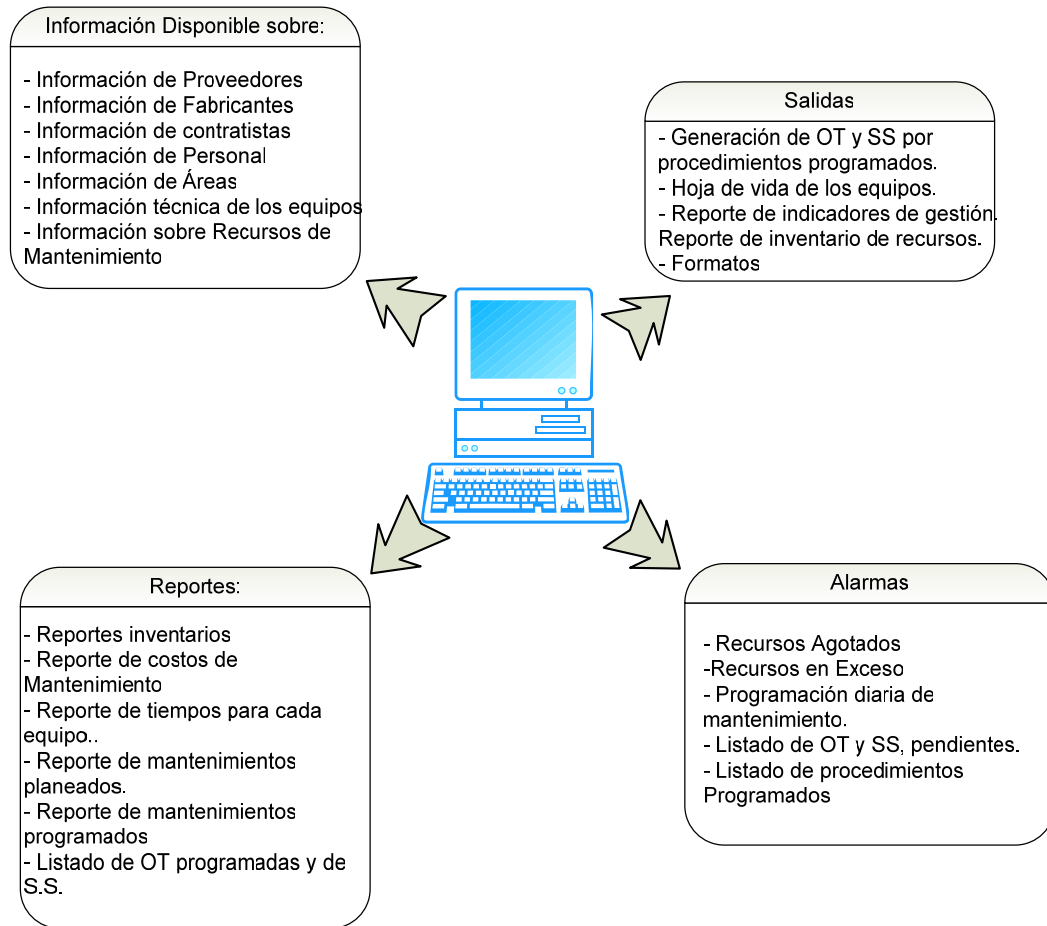 Información Disponible sobre:
- Información de Proveedores
- Información de Fabricantes
- Información de contratistas
- Información de Personal
- Información de Áreas
- Información técnica de los equipos
- Información sobre Recursos de
Mantenimiento
Salidas
- Generación de OT y SS por
procedimientos programados.
- Hoja de vida de los equipos.
- Reporte de indicadores de gestión.
Reporte de inventario de recursos.
- Formatos
Reportes:
- Reportes inventarios
- Reporte de costos de
Mantenimiento
- Reporte de tiempos para cada
equipo..
- Reporte de mantenimientos
planeados.
- Reporte de mantenimientos
programados
- Listado de OT programadas y de
S.S.
Alarmas
- Recursos Agotados
-Recursos en Exceso
- Programación diaria de
mantenimiento.
- Listado de OT y SS, pendientes.
- Listado de procedimientos
Programados